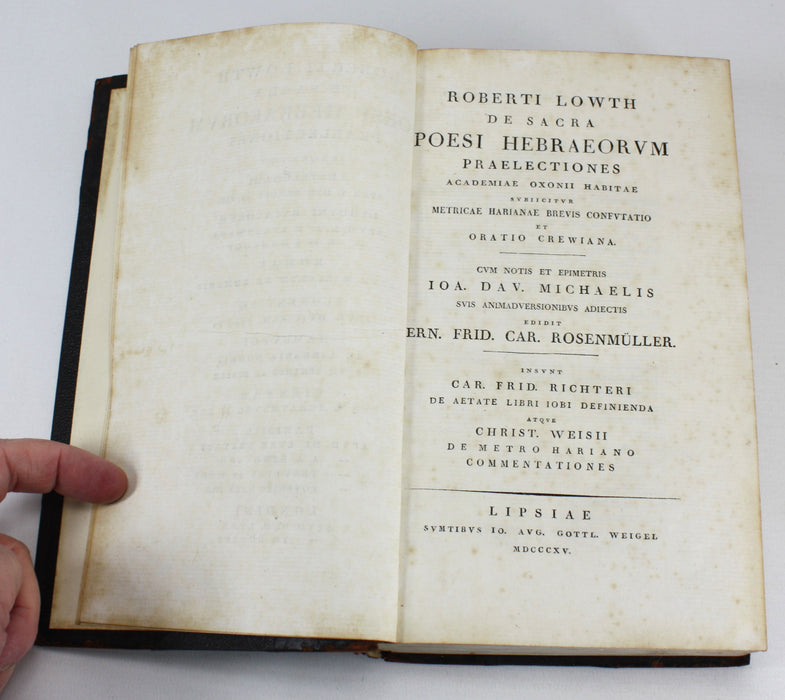 ROBERTI LOWTH
DE SACRA
POESI HEBRAEORVM
PRAELECTIONES
ACADEMIAE OXONII HABITAE
SVBIICITVR
METRICAE HARIANAE BREVIS CONFVTATIO
ET
ORATIO CREWIANA.
CVM NOTIS ET EPIMETRIS
IOA. DAV. MICHAELIS
SVIS ANIMADVERSIONIBVS ADIECTIS
EDIDIT
ERN. FRID. CAR. ROSENMÜLLER.
INSVNT
CAR. FRID. RICHTERI
DE AETATE LIBRI IOBI DEFINIENDA
ATQVE
CHRIST. WEISII
DE METRO HARIANO
COMMENTATIONES
LIPSIAE
SVMTIBVS IO. AVG. GOTTL. WEIGEL
MDCCCXV.